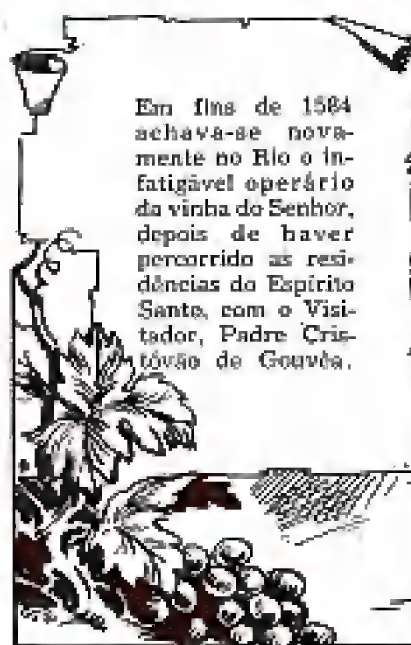 Em fins de 1584
achava-se nova-
mente no Rio o in-
fatigável operário
da vinha do Senhor,
depois de haver
percorrido as resi-
dências do Espírito
Santo, com o Visi-
tador, Padre Cris-
tóvão de Gouvêa.